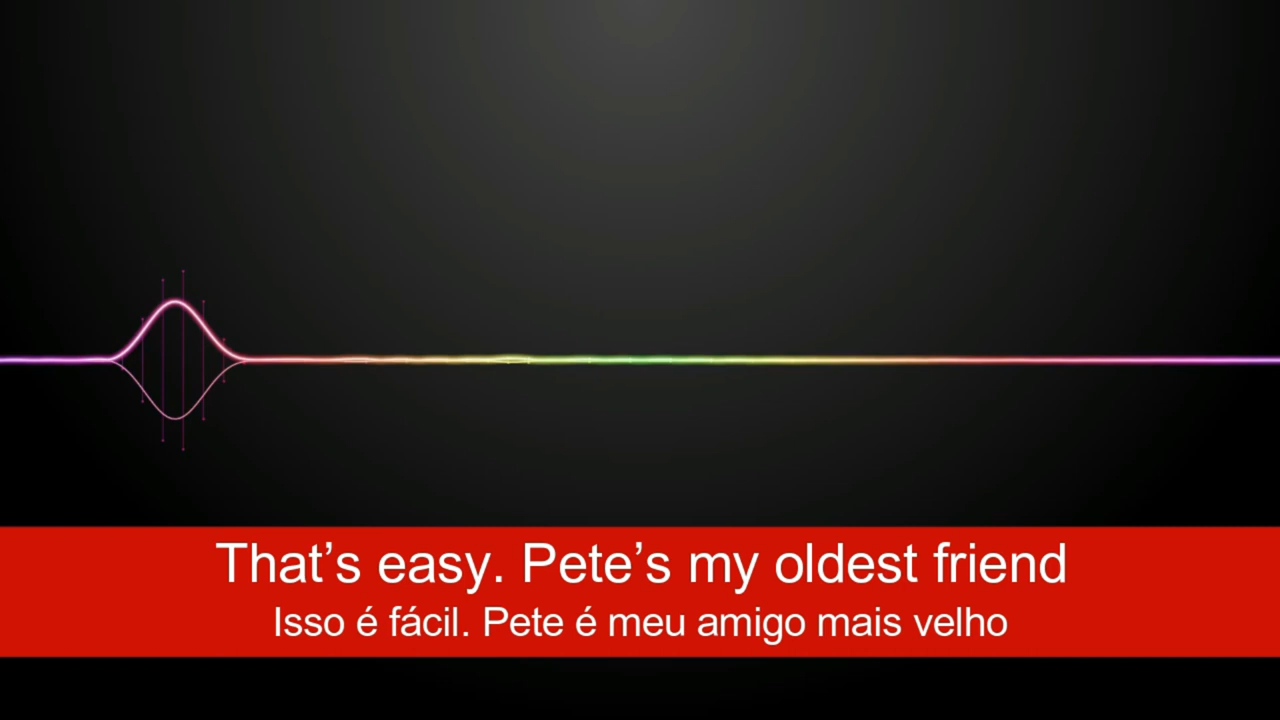 That’s easy. Pete’s my oldest friend
Isso é fácil. Pete é meu amigo mais velho